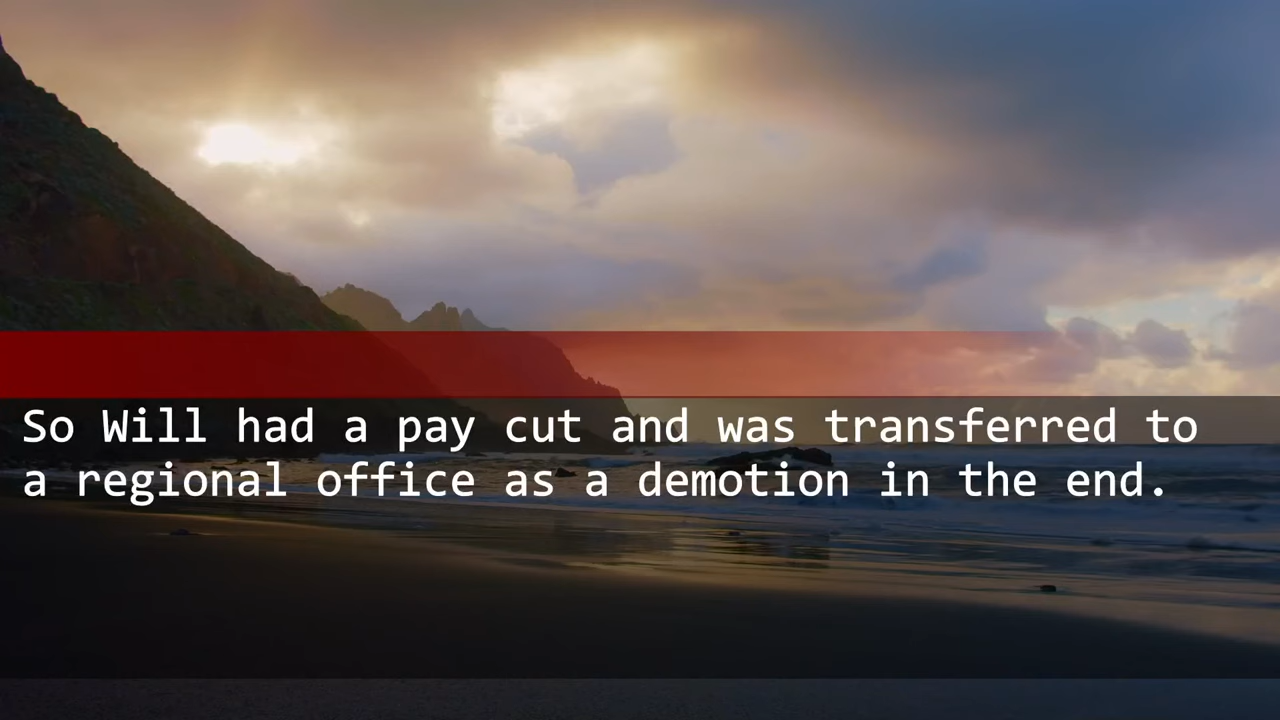 So Will had a pay cut and was transferred to
a regional office as a demotion in the end.